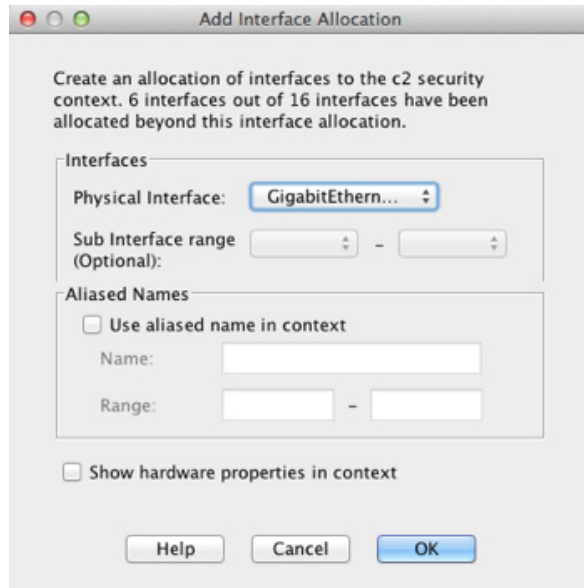 Add Interface Allocation
Create an allocation of interfaces to the c2 security
context. 6 interfaces out of 16 interfaces have been
allocated beyond this interface allocation.
Interfaces
Physical Interface: GigabitEthern...
Sub Interface range
(Optional): -
Aliased Names
Use aliased name in context
Name:
Range: -
Show hardware properties in context
Help Cancel OK